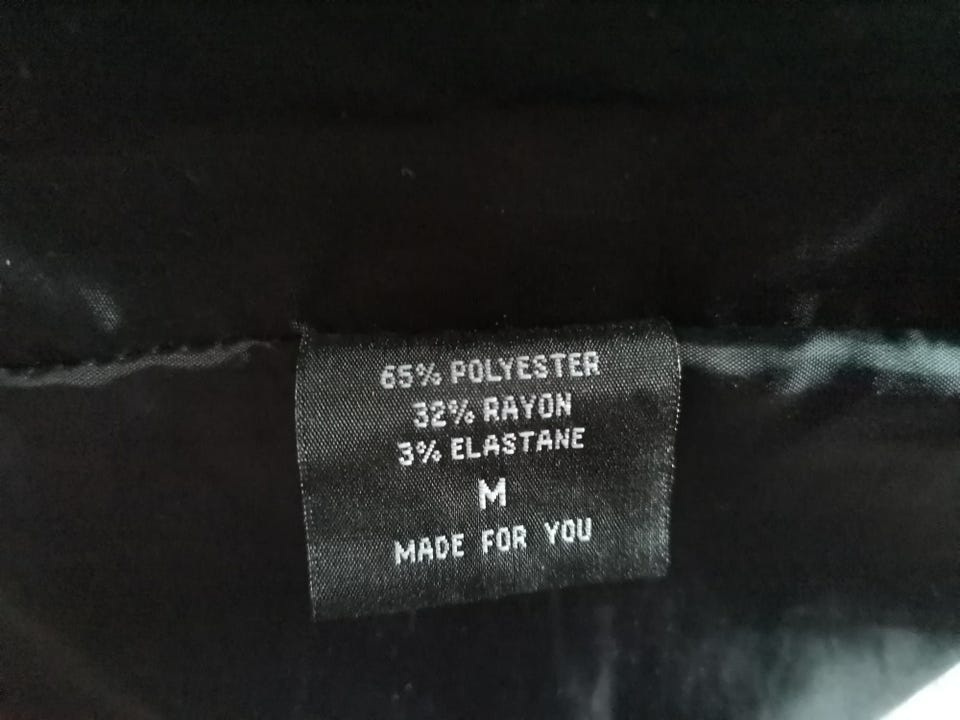 65% POLYESTER
32% RAYON
3% ELASTANE
M
MADE FOR YOU